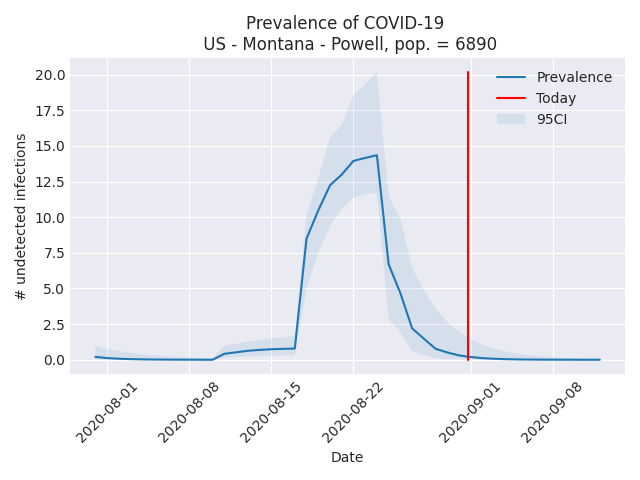 Prevalence of COVID-19
US - Montana - Powell, pop. = 6890
20.0
17.5
15.0
12.5
10.0
7.5
5.0
2.5
0.0
# undetected infections
Prevalence
Today
95CI
2020-08-01
2020-08-08
2020-08-15
2020-08-22
2020-09-01
2020-09-08
Date